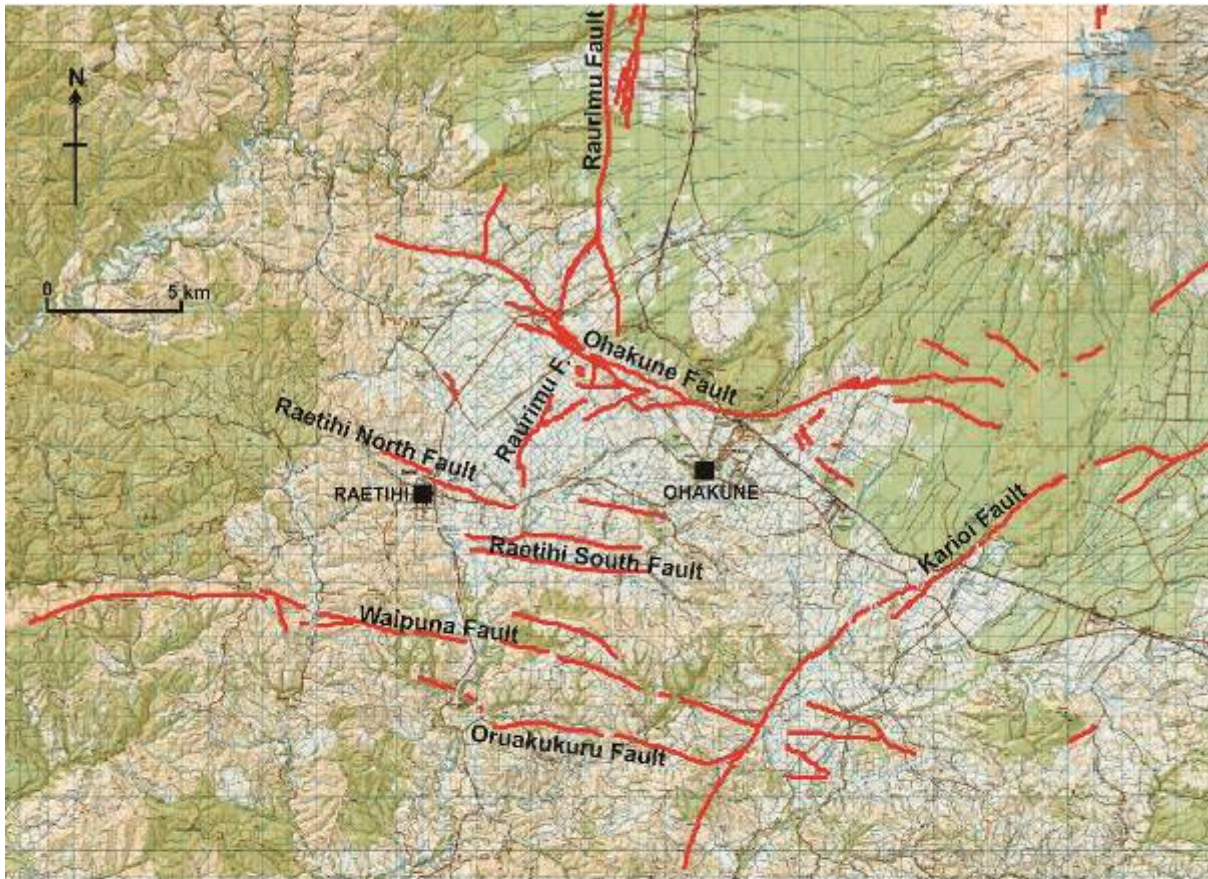 Raurimu Fault
N
0 5 km
Ohakune Fault
Raurimu F.
Raetihi North Fault
RAETIHI
OHAKUNE
Karioi Fault
Raetihi South Fault
Waipuna Fault
Oruakukuru Fault